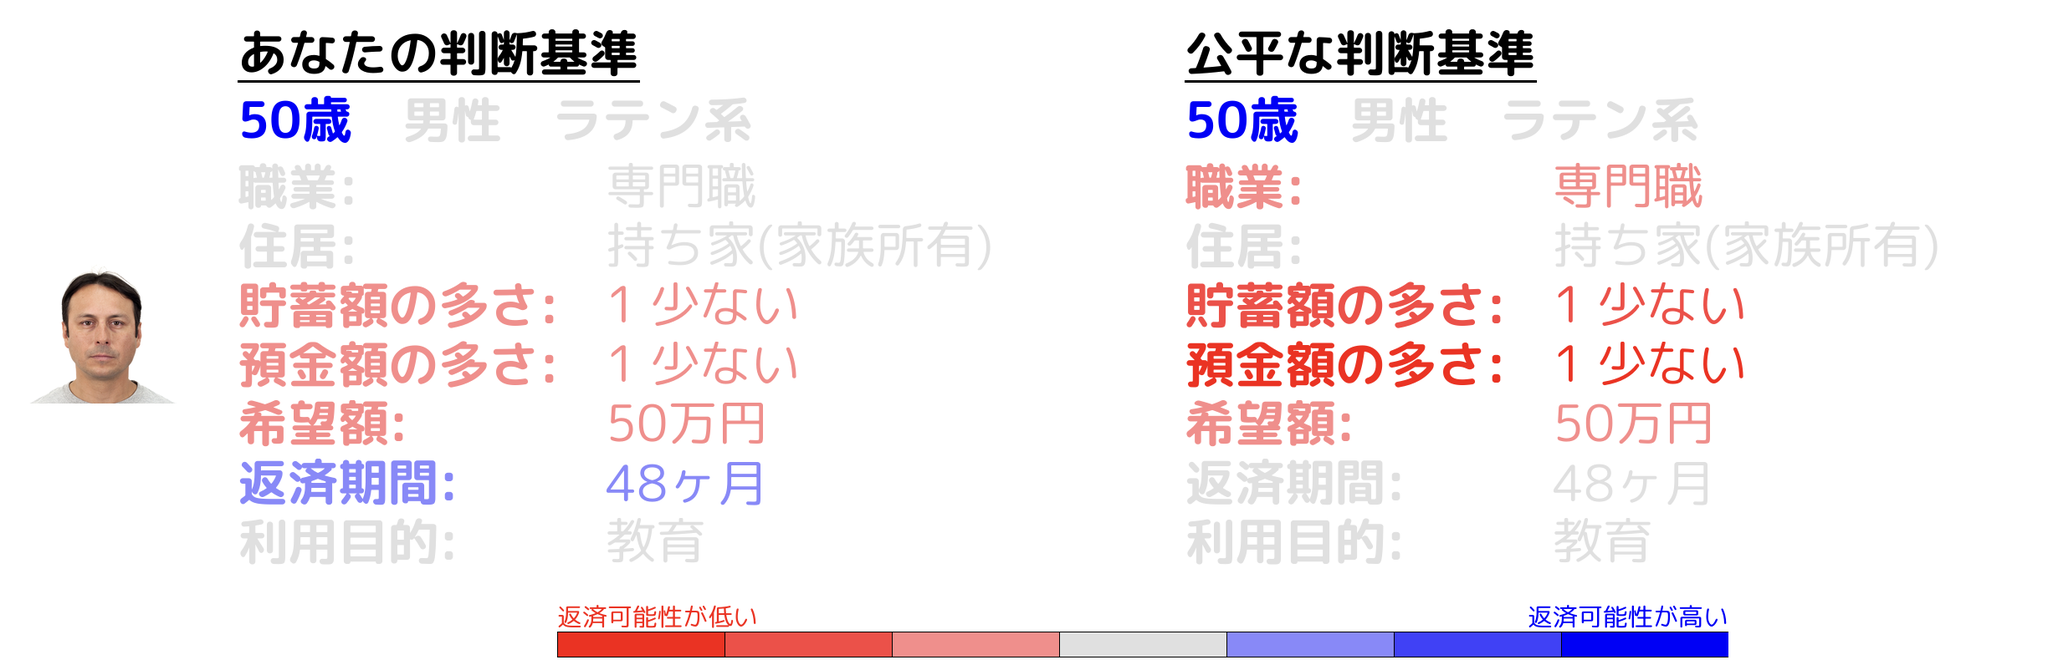 あなたの判断基準
50歳 男性 ラテン系
職業: 専門職
住居: 持ち家(家族所有)
貯蓄額の多さ: 1 少ない
預金額の多さ: 1 少ない
希望額: 50万円
返済期間: 48ヶ月
利用目的: 教育
公平な判断基準
50歳 男性 ラテン系
職業: 専門職
住居: 持ち家(家族所有)
貯蓄額の多さ: 1 少ない
預金額の多さ: 1 少ない
希望額: 50万円
返済期間: 48ヶ月
利用目的: 教育
返済可能性が低い
返済可能性が高い